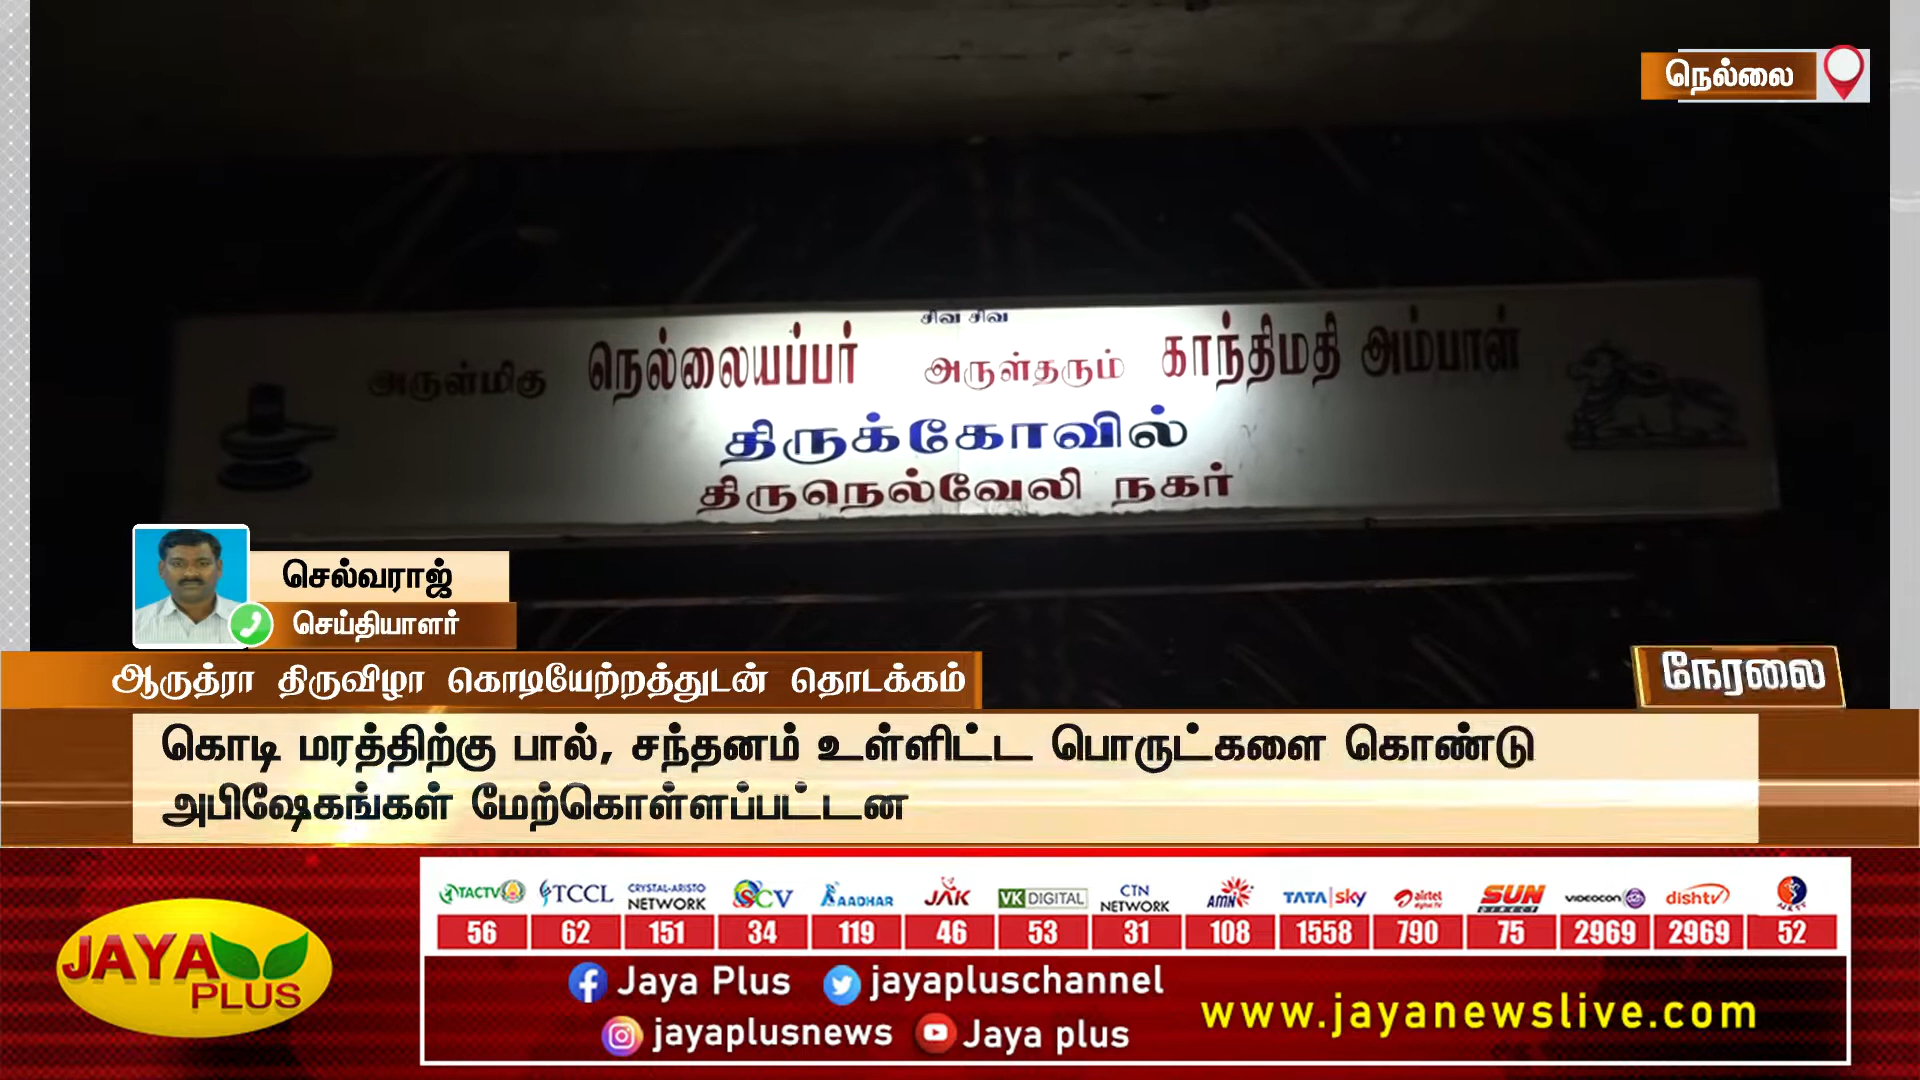 நெல்லை
சிவ சிவ
அருள்மிகு நெல்லையப்பர் அருள்தரும் காந்திமதி அம்பாள்
திருக்கோவில்
திருநெல்வேலி நகர்
செல்வராஜ்
செய்தியாளர்
ஆருத்ரா திருவிழா கொடியேற்றத்துடன் தொடக்கம்
நேரலை
கொடி மரத்திற்கு பால், சந்தனம் உள்ளிட்ட பொருட்களை கொண்டு
அபிஷேகங்கள் மேற்கொள்ளப்பட்டன
JAYA PLUS
TACTV TCCL CRYSTAL-ARISTO NETWORK SCV AADHAR JAK VK DIGITAL CTN NETWORK AMN TATA sky airtel digital TV SUN DIRECT VIDEOCON dishtv
56 62 151 34 119 46 53 31 108 1558 790 75 2969 2969 52
Jaya Plus jayapluschannel
jayaplusnews Jaya plus
www.jayanewslive.com